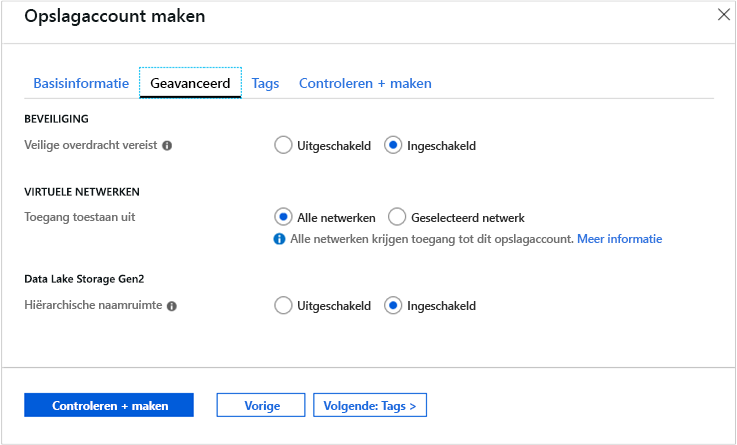 Opslagaccount maken
Basisinformatie Geavanceerd Tags Controleren + maken
BEVEILIGING
Veilige overdracht vereist Uitgeschakeld Ingeschakeld
VIRTUELE NETWERKEN
Toegang toestaan uit Alle netwerken Geselecteerd netwerk
Alle netwerken krijgen toegang tot dit opslagaccount. Meer informatie
Data Lake Storage Gen2
Hiërarchische naamruimte Uitgeschakeld Ingeschakeld
Controleren + maken Vorige Volgende: Tags >